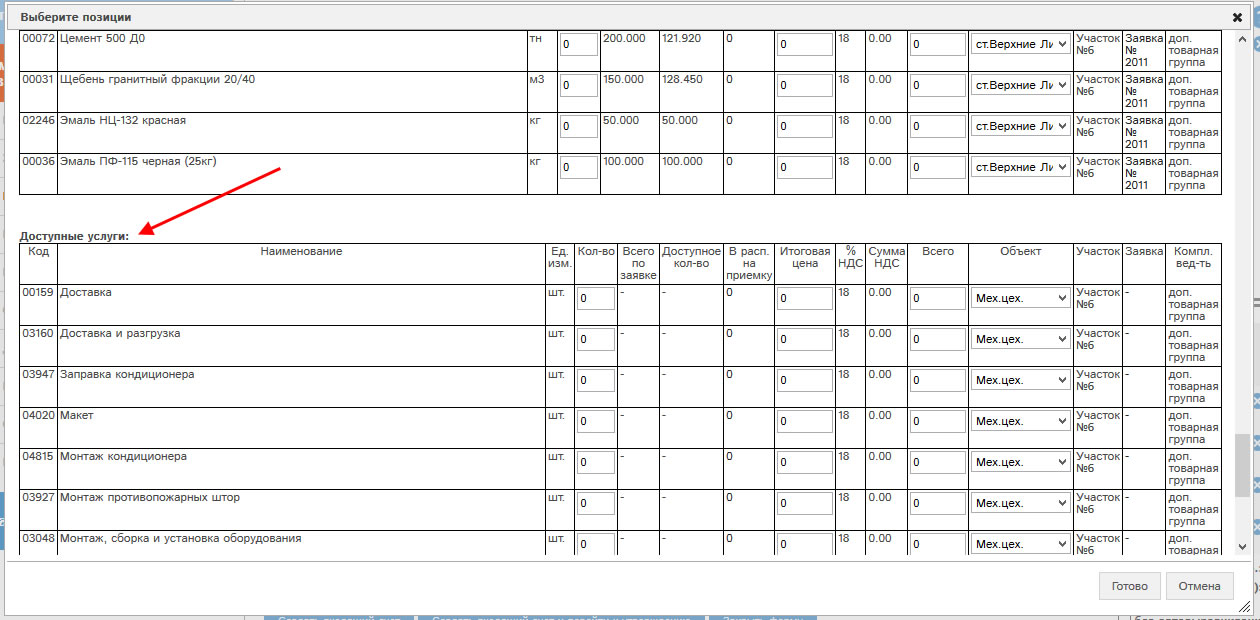 Выберите позиции
00072 Цемент 500 Д0 тн 0 200.000 121.920 0 0 18 0.00 0 ст.Верхние Ли Участок №6 Заявка № 2011 доп. товарная группа
00031 Щебень гранитный фракции 20/40 м3 0 150.000 128.450 0 0 18 0.00 0 ст.Верхние Ли Участок №6 Заявка № 2011 доп. товарная группа
02246 Эмаль НЦ-132 красная кг 0 50.000 50.000 0 0 18 0.00 0 ст.Верхние Ли Участок №6 Заявка № 2011 доп. товарная группа
00036 Эмаль ПФ-115 черная (25кг) кг 0 100.000 100.000 0 0 18 0.00 0 ст.Верхние Ли Участок №6 Заявка № 2011 доп. товарная группа
Доступные услуги:
Код Наименование Ед. изм. Кол-во Всего по заявке Доступное кол-во В расп. на приемку Итоговая цена % НДС Сумма НДС Всего Объект Участок Заявка Компл. вед-ть
00159 Доставка шт. 0 - - 0 0 18 0.00 0 Мех.цех. Участок №6 - доп. товарная группа
03160 Доставка и разгрузка шт. 0 - - 0 0 18 0.00 0 Мех.цех. Участок №6 - доп. товарная группа
03947 Заправка кондиционера шт. 0 - - 0 0 18 0.00 0 Мех.цех. Участок №6 - доп. товарная группа
04020 Макет шт. 0 - - 0 0 18 0.00 0 Мех.цех. Участок №6 - доп. товарная группа
04815 Монтаж кондиционера шт. 0 - - 0 0 18 0.00 0 Мех.цех. Участок №6 - доп. товарная группа
03927 Монтаж противопожарных штор шт. 0 - - 0 0 18 0.00 0 Мех.цех. Участок №6 - доп. товарная группа
03048 Монтаж, сборка и установка оборудования шт. 0 - - 0 0 18 0.00 0 Мех.цех. Участок №6 - доп. товарная
Готово Отмена